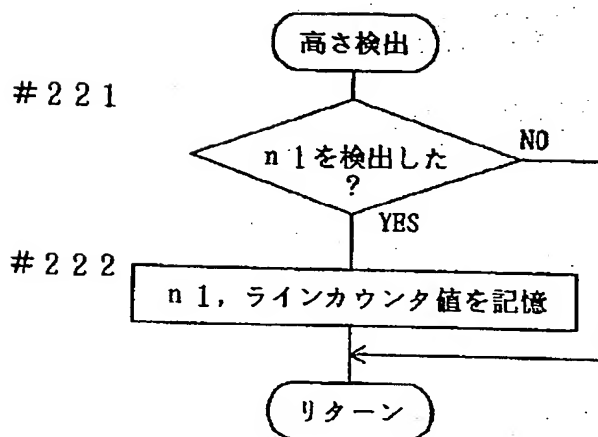 高さ検出
#221
n1を検出した
?
NO
YES
#222
n1,ラインカウンタ値を記憶
リターン